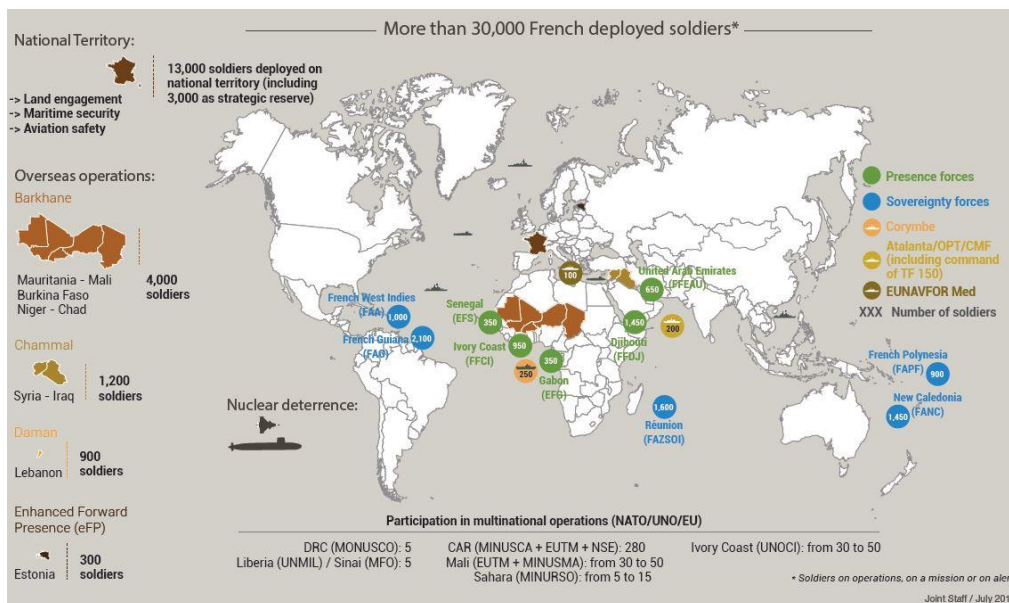 More than 30,000 French deployed soldiers*
National Territory:
13,000 soldiers deployed on
national territory (including
3,000 as strategic reserve)
-> Land engagement
-> Maritime security
-> Aviation safety
Overseas operations:
Barkhane
Mauritania - Mali
Burkina Faso
Niger - Chad
4,000
soldiers
Chammal
Syria - Iraq
1,200
soldiers
Daman
Lebanon
900
soldiers
Enhanced Forward
Presence (eFP)
Estonia
300
soldiers
Presence forces
Sovereignty forces
Corymbe
Atalanta/OPT/CMF
(including command
of TF 150)
EUNAVFOR Med
XXX Number of soldiers
100
United Arab Emirates
(FFEAU)
650
French West Indies
(FAA)
1,000
French Guiana
(FAG)
2,100
Senegal
(EFS)
350
Ivory Coast
(FFCI)
950
250
350
Gabon
(EFG)
1,450
Djibouti
(FFDJ)
200
1,600
Réunion
(FAZSOI)
French Polynesia
(FAPF)
900
New Caledonia
(FANC)
1,450
Nuclear deterrence:
Participation in multinational operations (NATO/UNO/EU)
DRC (MONUSCO): 5
Liberia (UNMIL) / Sinai (MFO): 5
CAR (MINUSCA + EUTM + NSE): 280
Mali (EUTM + MINUSMA): from 30 to 50
Sahara (MINURSO): from 5 to 15
Ivory Coast (UNOCI): from 30 to 50
* Soldiers on operations, on a mission or on
Joint Staff / July